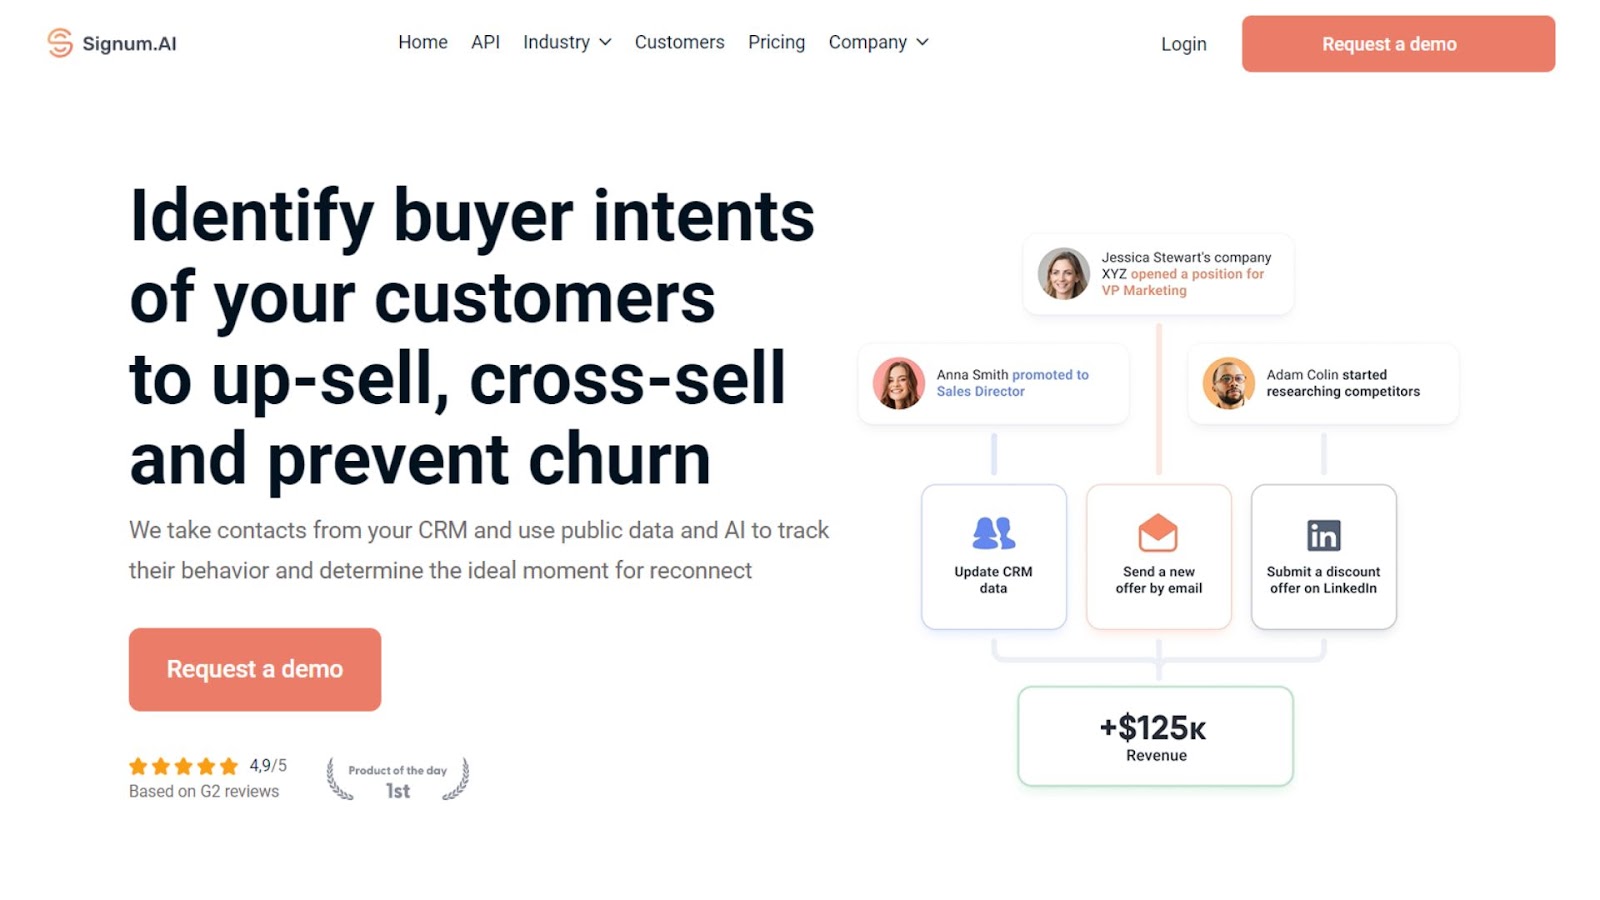 Signum.AI
Home API Industry Customers Pricing Company
Login
Request a demo
Identify buyer intents
of your customers
to up-sell, cross-sell
and prevent churn
We take contacts from your CRM and use public data and AI to track
their behavior and determine the ideal moment for reconnect
Request a demo
4,9/5
Based on G2 reviews
Product of the day
1st
Jessica Stewart's company
XYZ opened a position for
VP Marketing
Anna Smith promoted to
Sales Director
Adam Colin started
researching competitors
Update CRM
data
Send a new
offer by email
in
Submit a discount
offer on LinkedIn
+$125K
Revenue